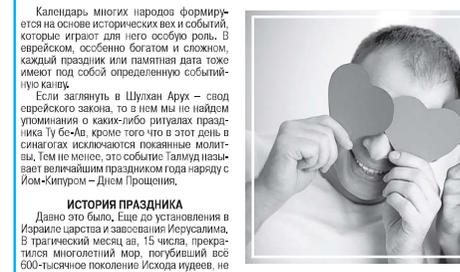 Календарь многих народов формиру-
ется на основе исторических вех и событий,
которые играют для него особую роль. В
еврейском, особенно богатом и сложном,
каждый праздник или памятная дата тоже
имеют под собой определенную событий-
ную канву.
Если заглянуть в Шулхан Арух – свод
еврейского закона, то в нем мы не найдем
упоминания о каких-либо ритуалах празд-
ника Ту бе-Ав, кроме того что в этот день в
синагогах исключаются покаянные молит-
вы. Тем не менее, это событие Талмуд назы-
вает величайшим праздником года наряду с
Йом-Кипуром – Днем Прощения.
ИСТОРИЯ ПРАЗДНИКА
Давно это было. Еще до установления в
Израиле царства и завоевания Иерусалима.
В трагический месяц ав, 15 числа, прекра-
тился многолетний мор, погубивший всё
600-тысячное поколение Исхода иудеев, не